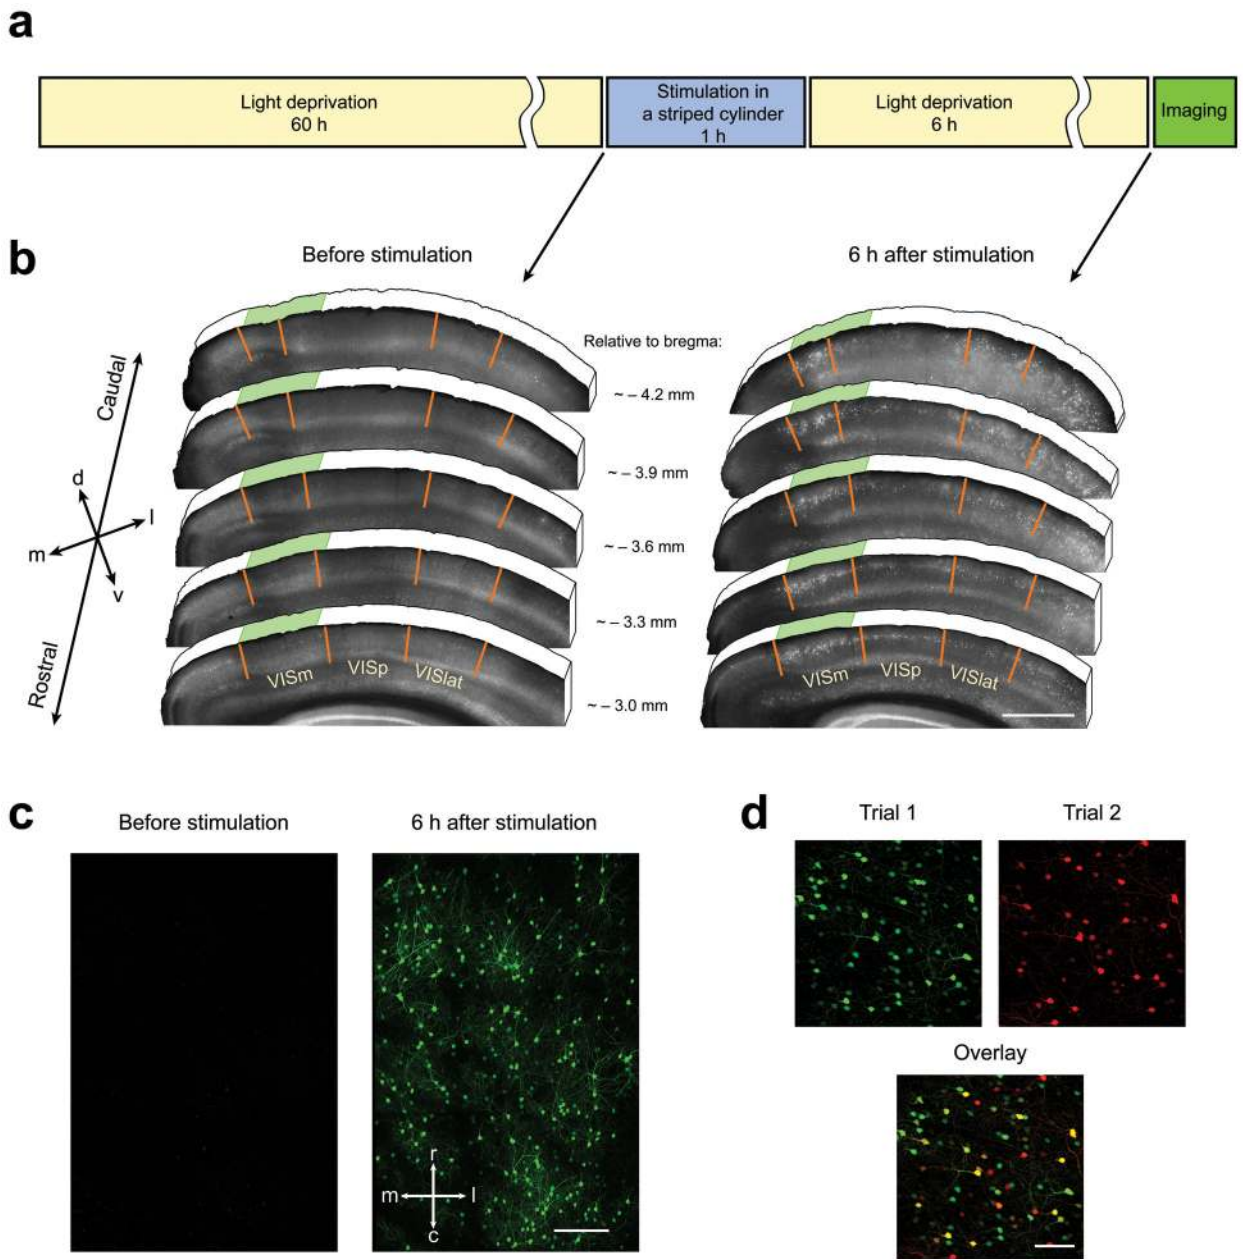 a
Light deprivation
60 h
Stimulation in
a striped cylinder
1 h
Light deprivation
6 h
Imaging
b
Before stimulation
6 h after stimulation
Relative to bregma:
~ – 4.2 mm
~ – 3.9 mm
~ – 3.6 mm
~ – 3.3 mm
~ – 3.0 mm
Caudal
d
l
m
v
Rostral
VISm
VISp
VISlat
VISm
VISp
VISlat
c
Before stimulation
6 h after stimulation
r
m
l
c
d
Trial 1
Trial 2
Overlay